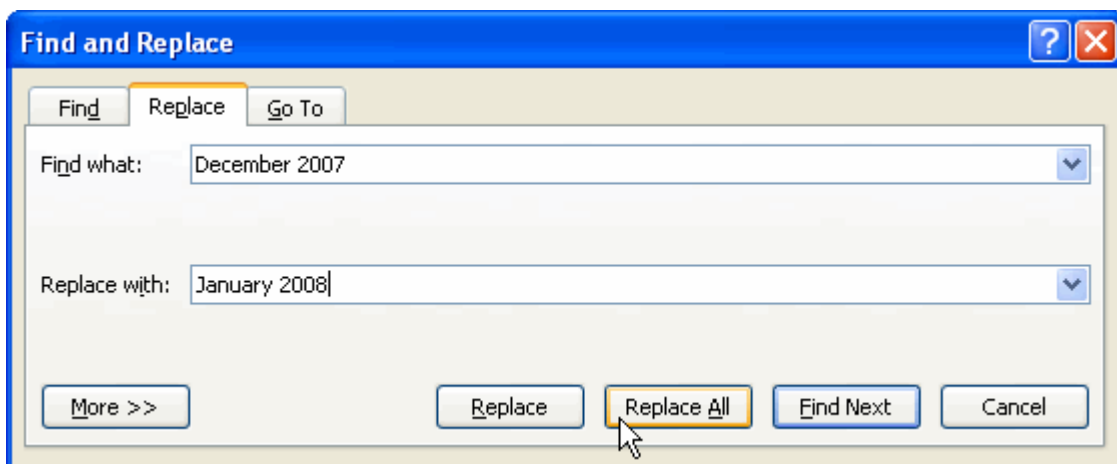 Find and Replace
?
Find Replace Go To
Find what: December 2007
Replace with: January 2008
More >> Replace Replace All Find Next Cancel